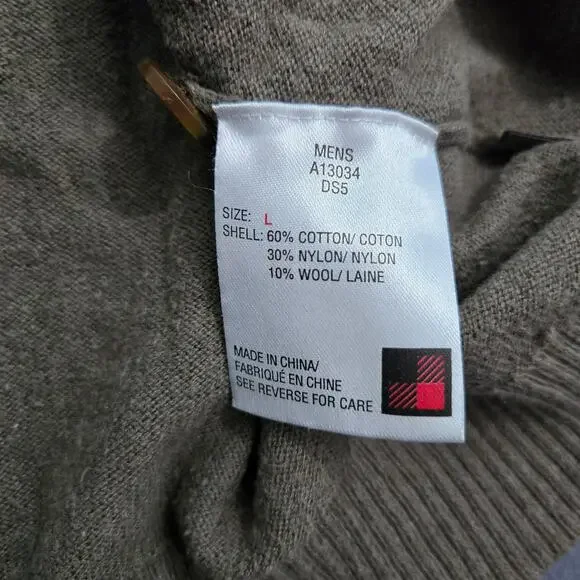 MENS
A13034
DS5
SIZE: L
SHELL: 60% COTTON/ COTON
30% NYLON/ NYLON
10% WOOL/ LAINE
MADE IN CHINA/
FABRIQUÉ EN CHINE
SEE REVERSE FOR CARE